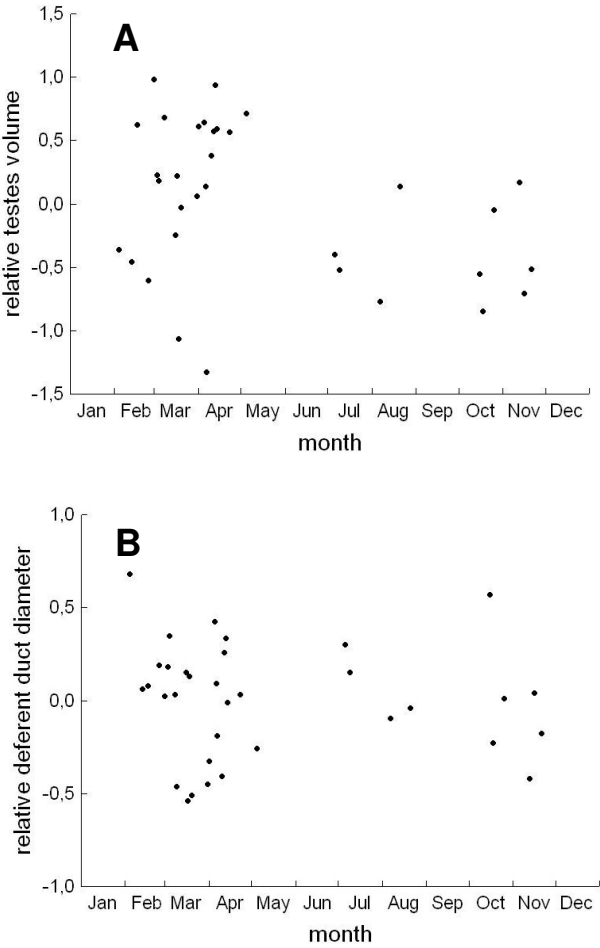 A
relative testes volume
1,5
1,0
0,5
0,0
-0,5
-1,0
-1,5
Jan Feb Mar Apr May Jun Jul Aug Sep Oct Nov Dec
month
B
relative deferent duct diameter
1,0
0,5
0,0
-0,5
-1,0
Jan Feb Mar Apr May Jun Jul Aug Sep Oct Nov Dec
month